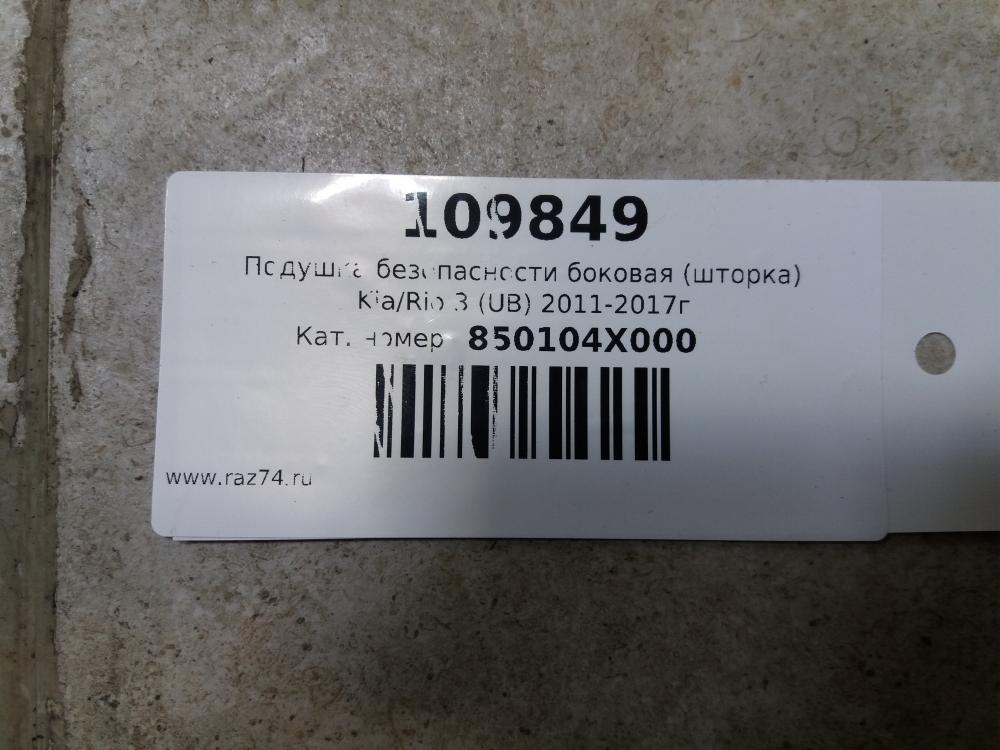 109849
Подушка безопасности боковая (шторка)
Kia/Rio 3 (UB) 2011-2017г
Кат. номер 850104X000
www.raz74.ru